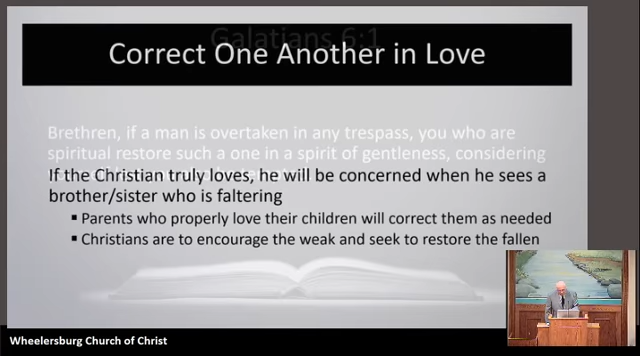 Galatians 6:1
Correct One Another in Love
Brethren, if a man is overtaken in any trespass, you who are
spiritual restore such a one in a spirit of gentleness, considering
If the Christian truly loves, he will be concerned when he sees a
brother/sister who is faltering
▪ Parents who properly love their children will correct them as needed
▪ Christians are to encourage the weak and seek to restore the fallen
Wheelersburg Church of Christ